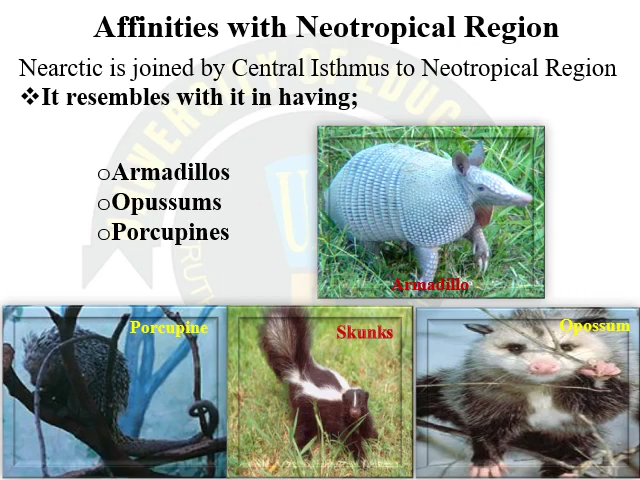 Affinities with Neotropical Region
Nearctic is joined by Central Isthmus to Neotropical Region
❖It resembles with it in having;
oArmadillos
oOpussums
oPorcupines
Armadillo
Porcupine
Skunks
Opossum